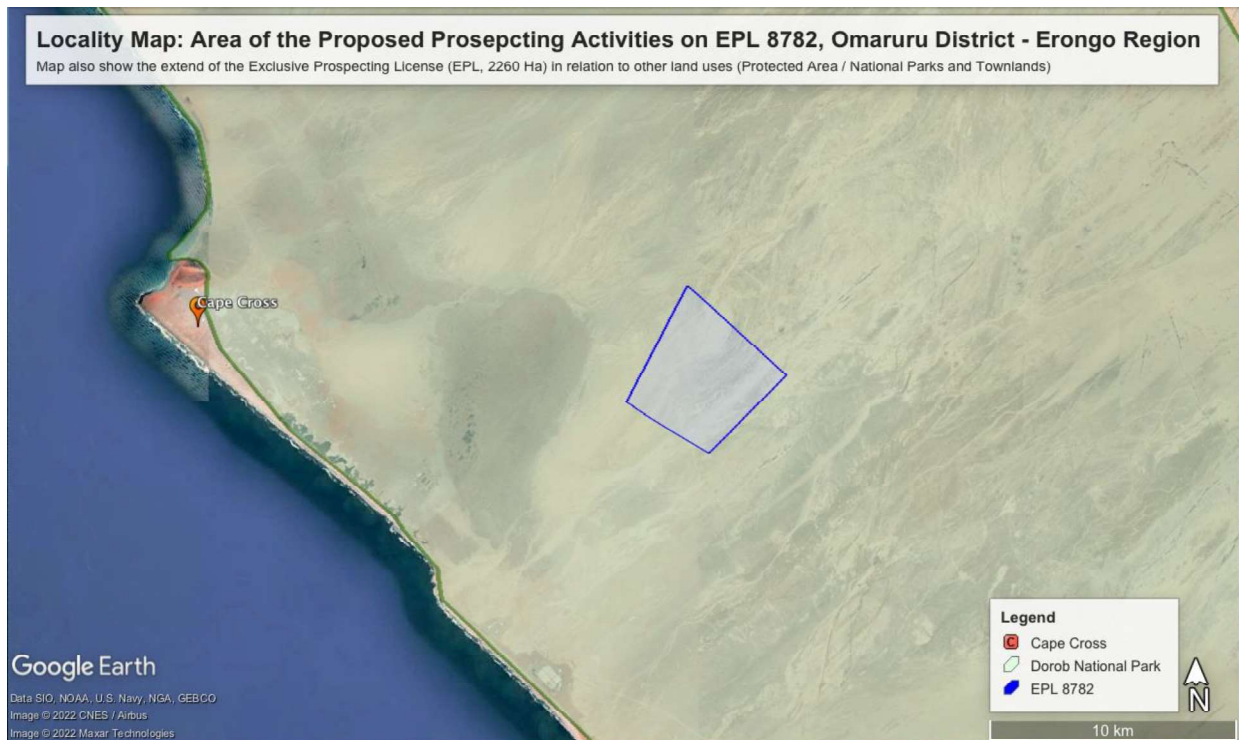 Locality Map: Area of the Proposed Prosepcting Activities on EPL 8782, Omaruru District - Erongo Region
Map also show the extend of the Exclusive Prospecting License (EPL, 2260 Ha) in relation to other land uses (Protected Area / National Parks and Townlands)
Cape Cross
Legend
C Cape Cross
Dorob National Park
EPL 8782
N
10 km
Google Earth
Data SIO, NOAA, U.S. Navy, NGA, GEBCO
Image © 2022 CNES / Airbus
Image © 2022 Maxar Technologies